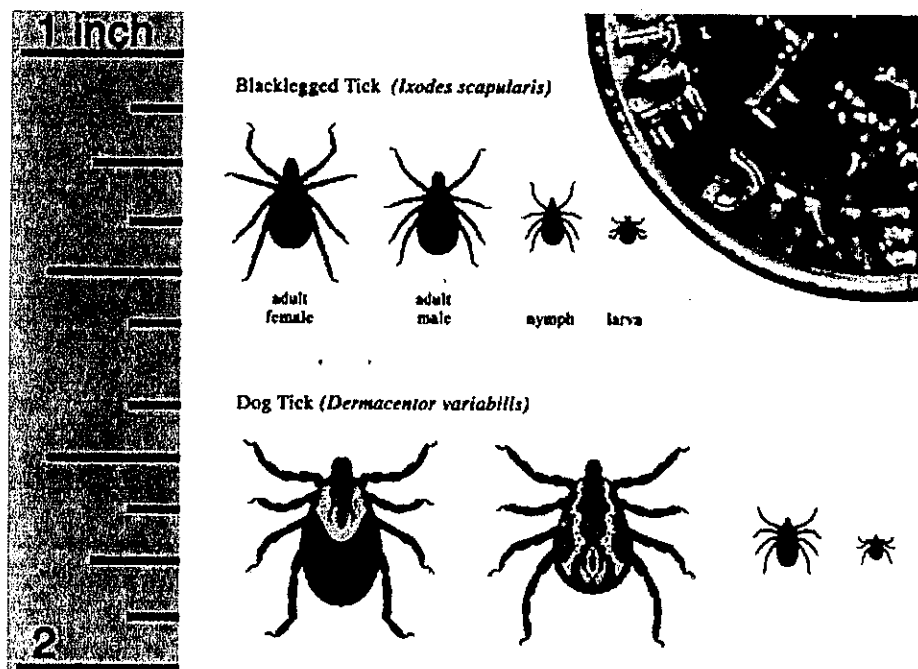 1 inch
Blacklegged Tick (Ixodes scapularis)
adult female
adult male
nymph
larva
Dog Tick (Dermacentor variabilis)
2